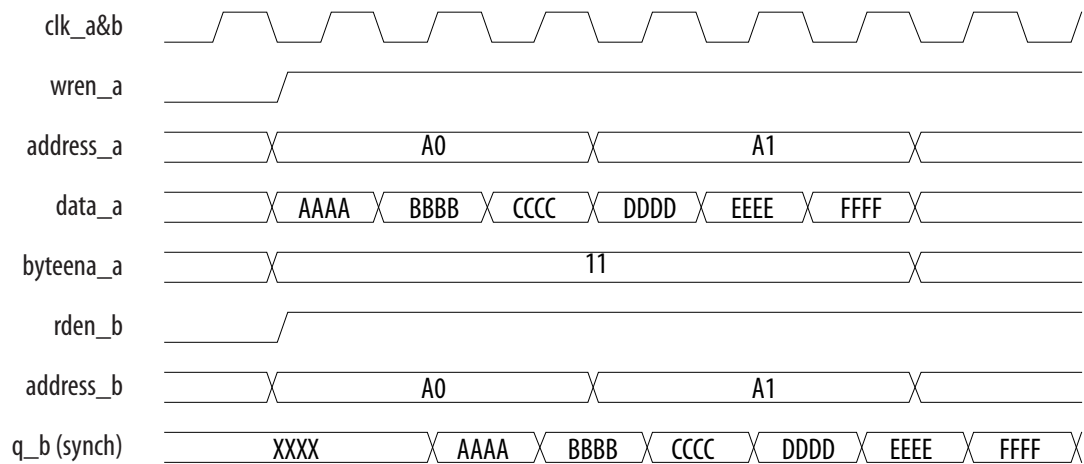 clk_a&b
wren_a
address_a A0 A1
data_a AAAA BBBB CCCC DDDD EEEE FFFF
byteena_a 11
rden_b
address_b A0 A1
q_b (synch) XXXX AAAA BBBB CCCC DDDD EEEE FFFF